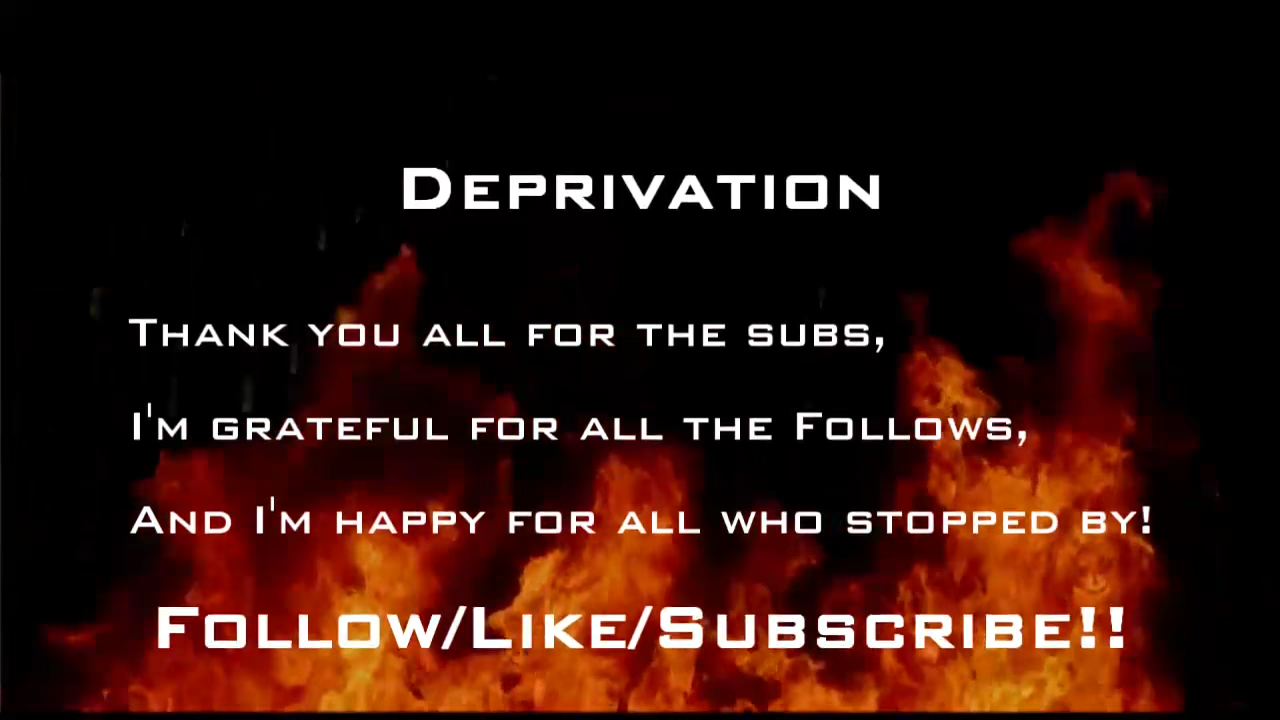 Deprivation
Thank you all for the subs,
I'm grateful for all the Follows,
And I'm happy for all who stopped by!
Follow/Like/Subscribe!!